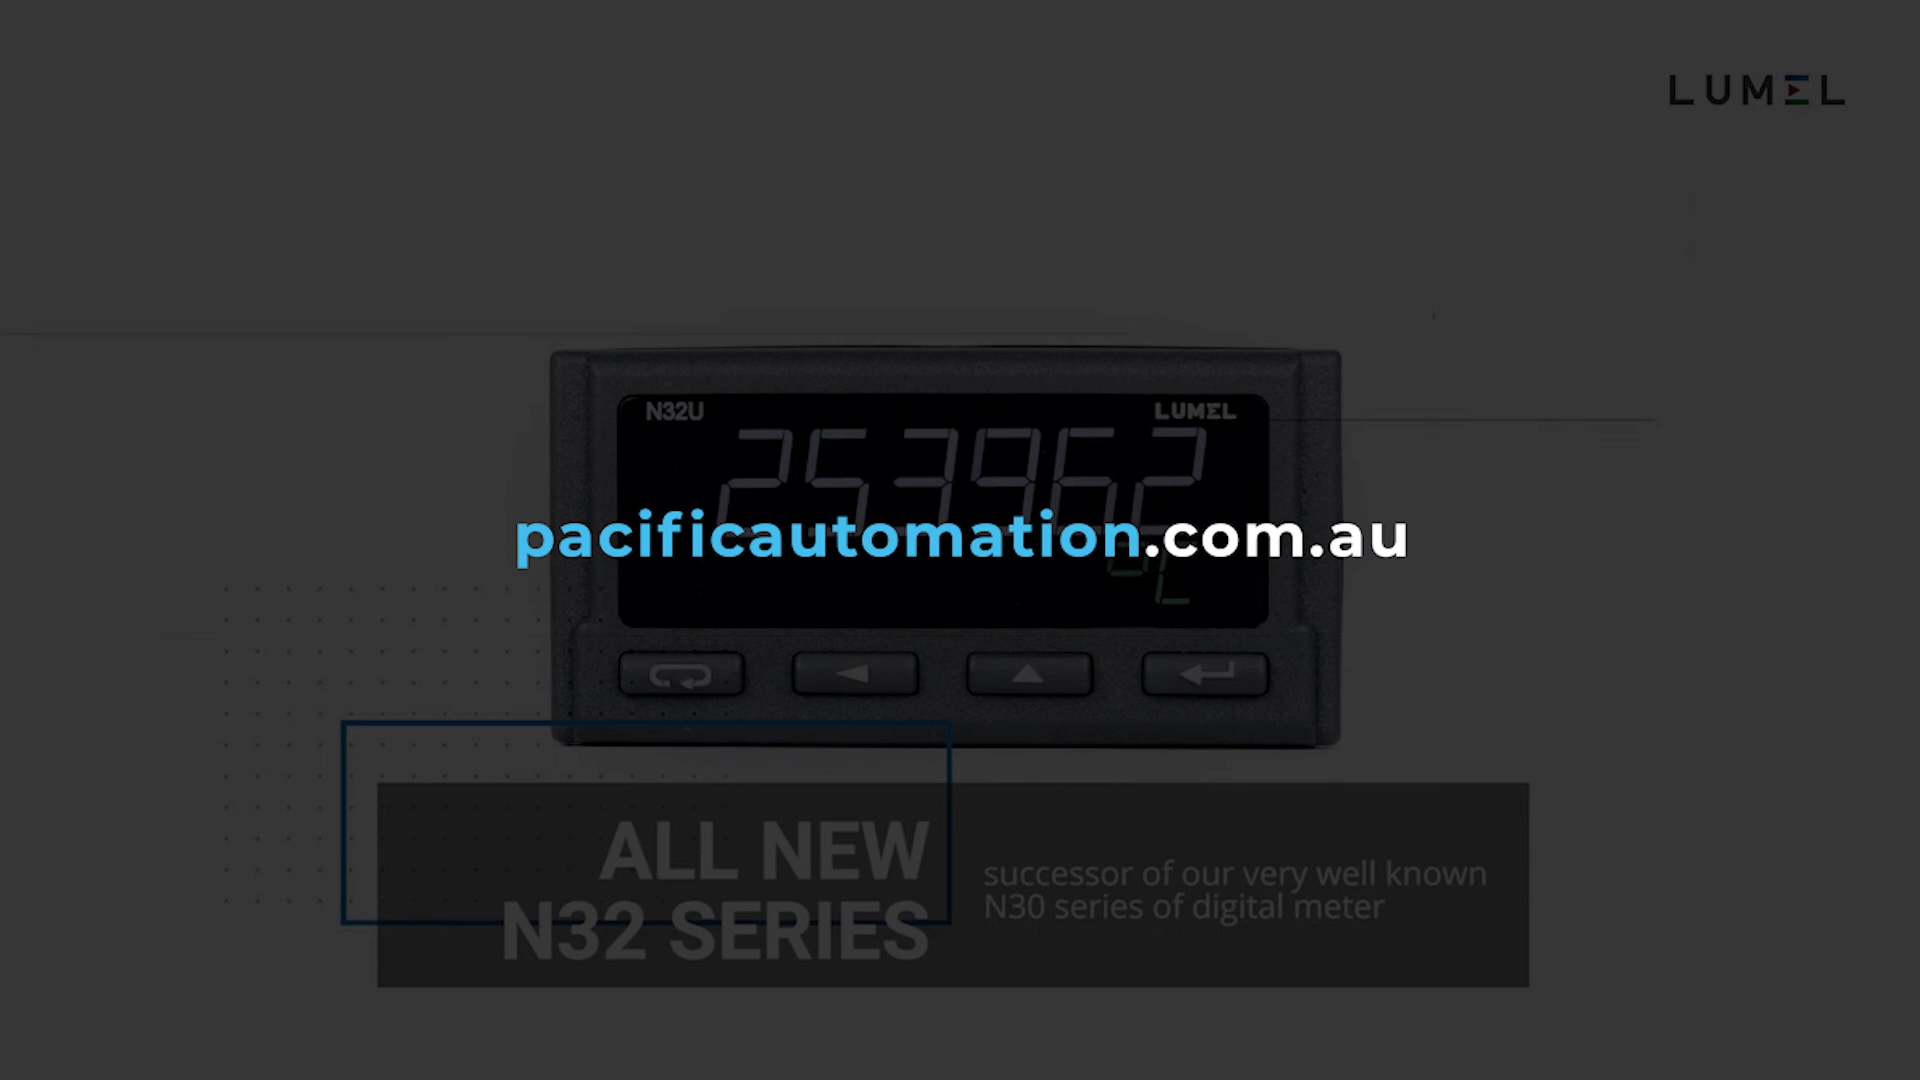 LUMEL
N32U LUMEL
253962
pacificautomation.com.au
°C
ALL NEW
N32 SERIES
successor of our very well known
N30 series of digital meter